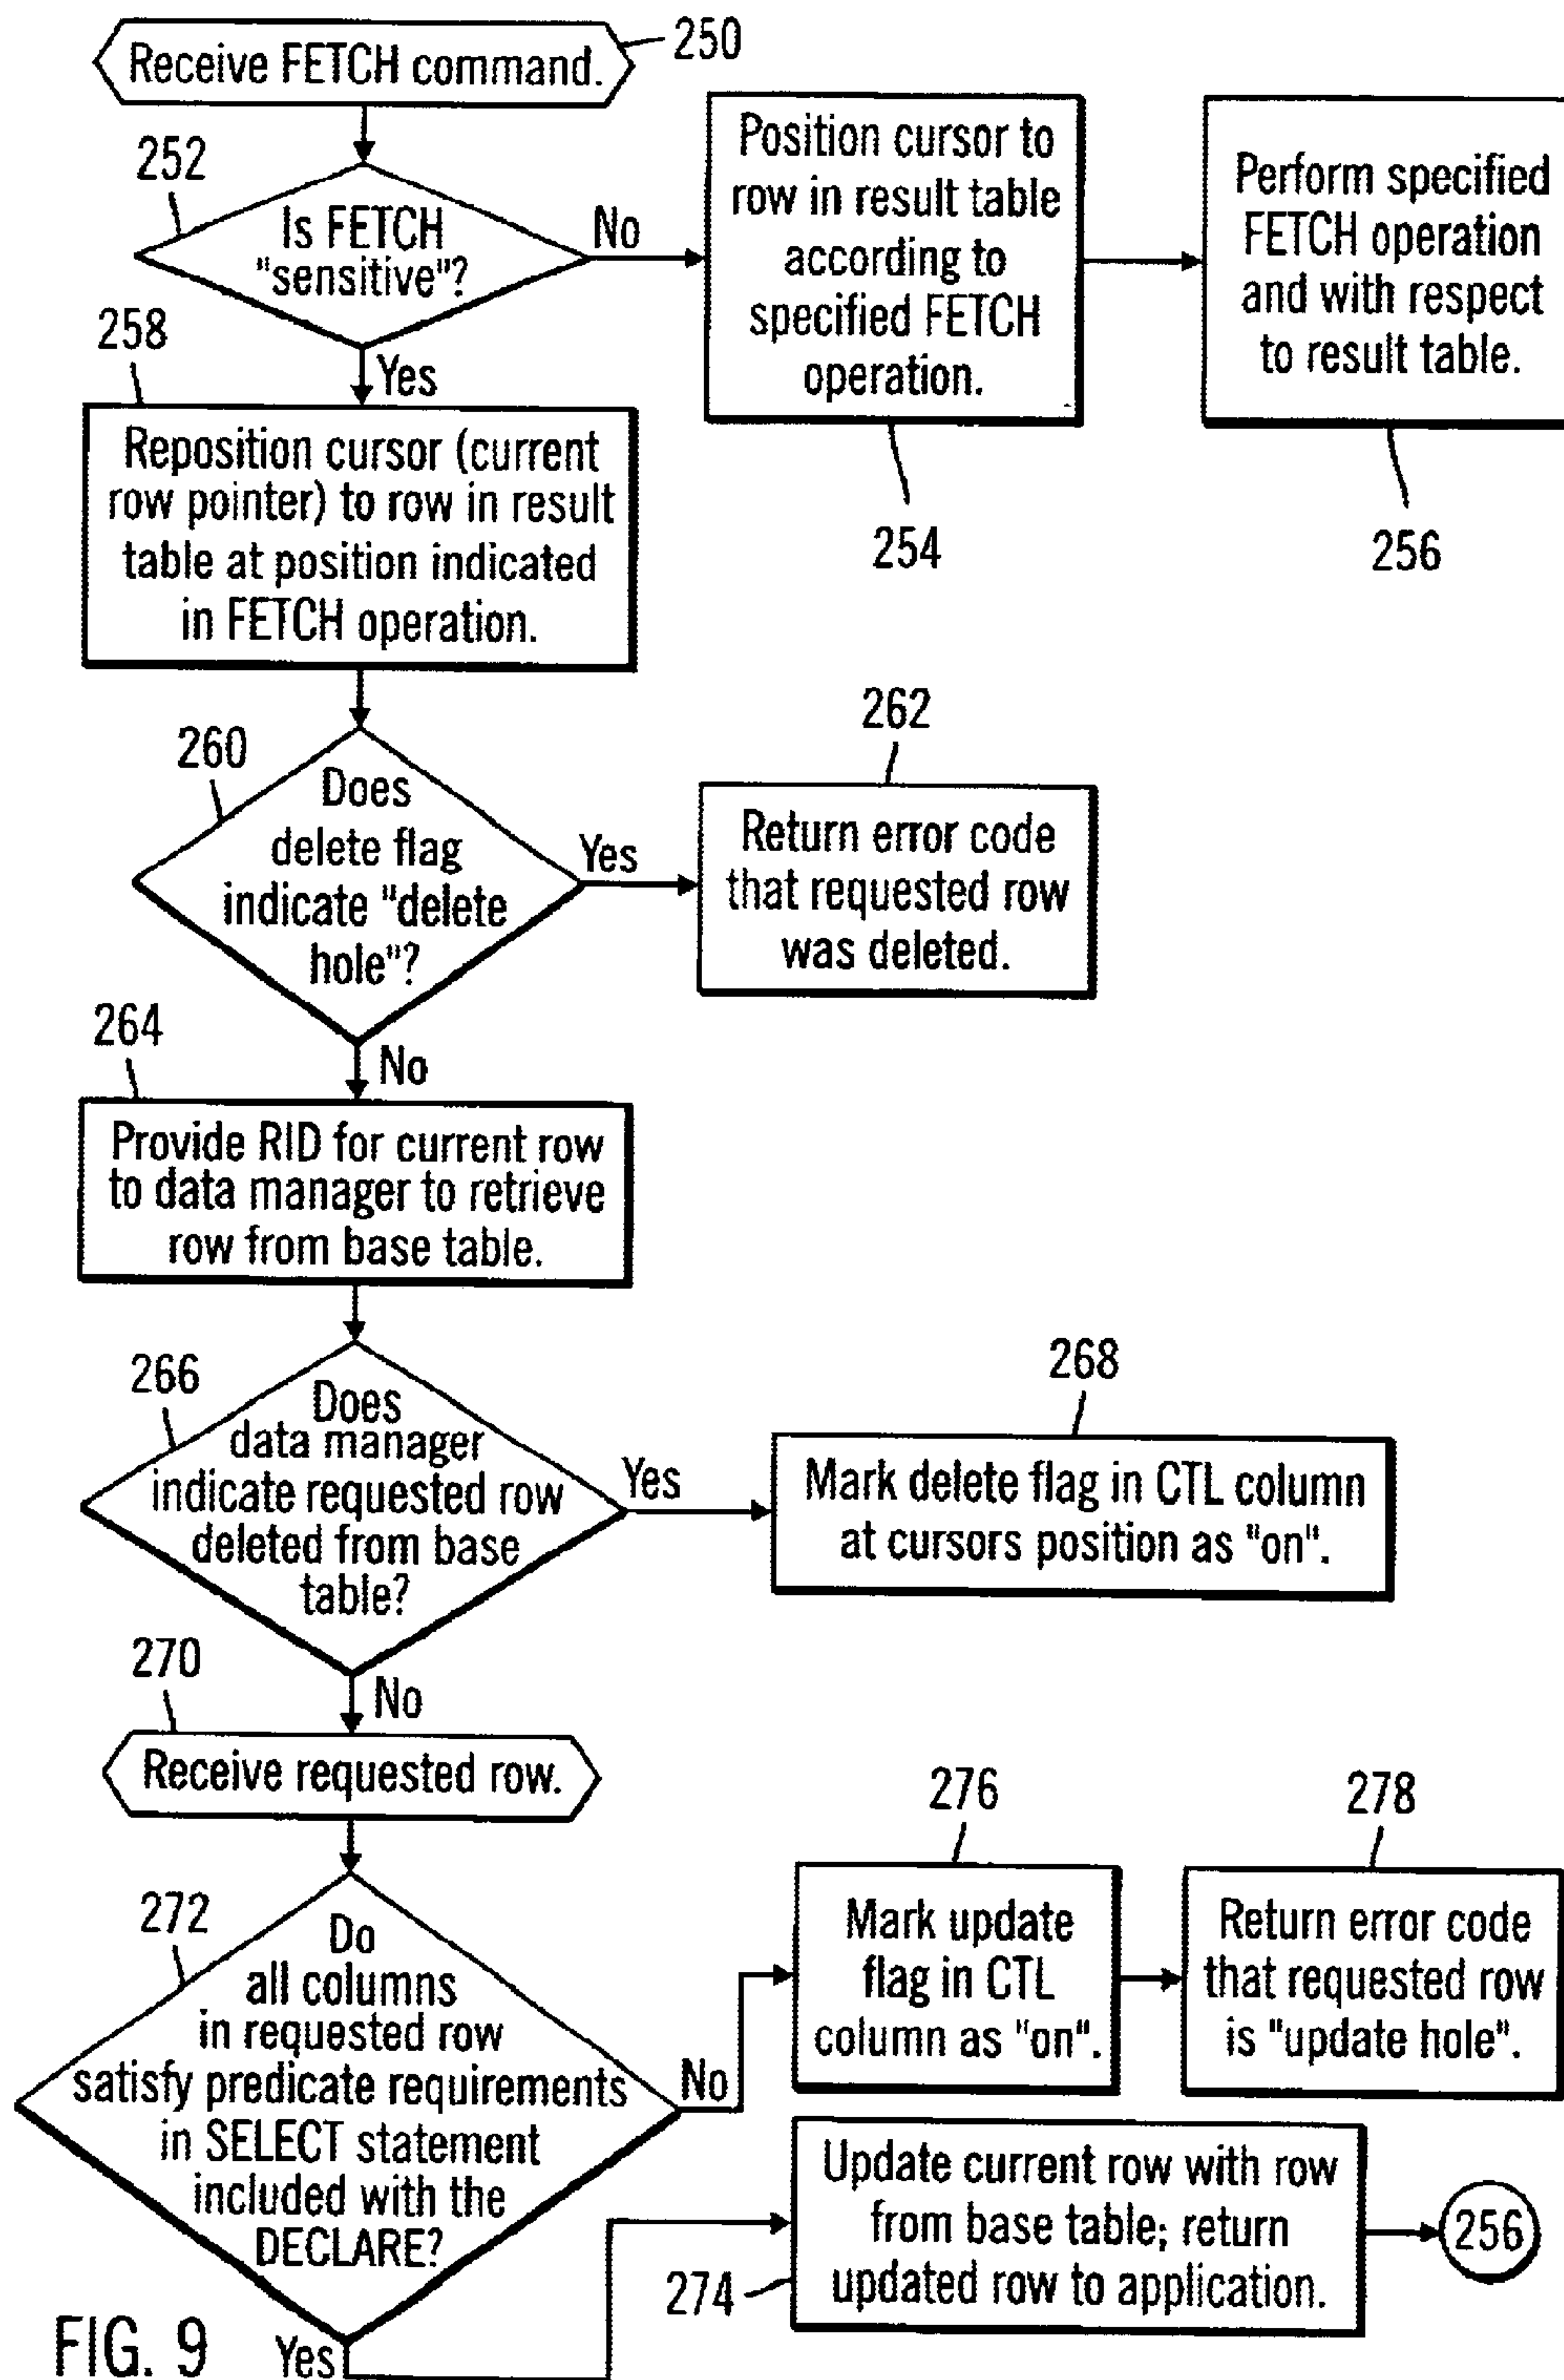 Receive FETCH command.
250
252
Is FETCH
"sensitive"?
No
Position cursor to
row in result table
according to
specified FETCH
operation.
254
Perform specified
FETCH operation
and with respect
to result table.
256
Yes
258
Reposition cursor (current
row pointer) to row in result
table at position indicated
in FETCH operation.
260
Does
delete flag
indicate "delete
hole"?
Yes
262
Return error code
that requested row
was deleted.
No
264
Provide RID for current row
to data manager to retrieve
row from base table.
266
Does
data manager
indicate requested row
deleted from base
table?
Yes
268
Mark delete flag in CTL column
at cursors position as "on".
No
270
Receive requested row.
272
Do
all columns
in requested row
satisfy predicate requirements
in SELECT statement
included with the
DECLARE?
No
276
Mark update
flag in CTL
column as "on".
278
Return error code
that requested row
is "update hole".
Yes
274
Update current row with row
from base table; return
updated row to application.
256
FIG. 9